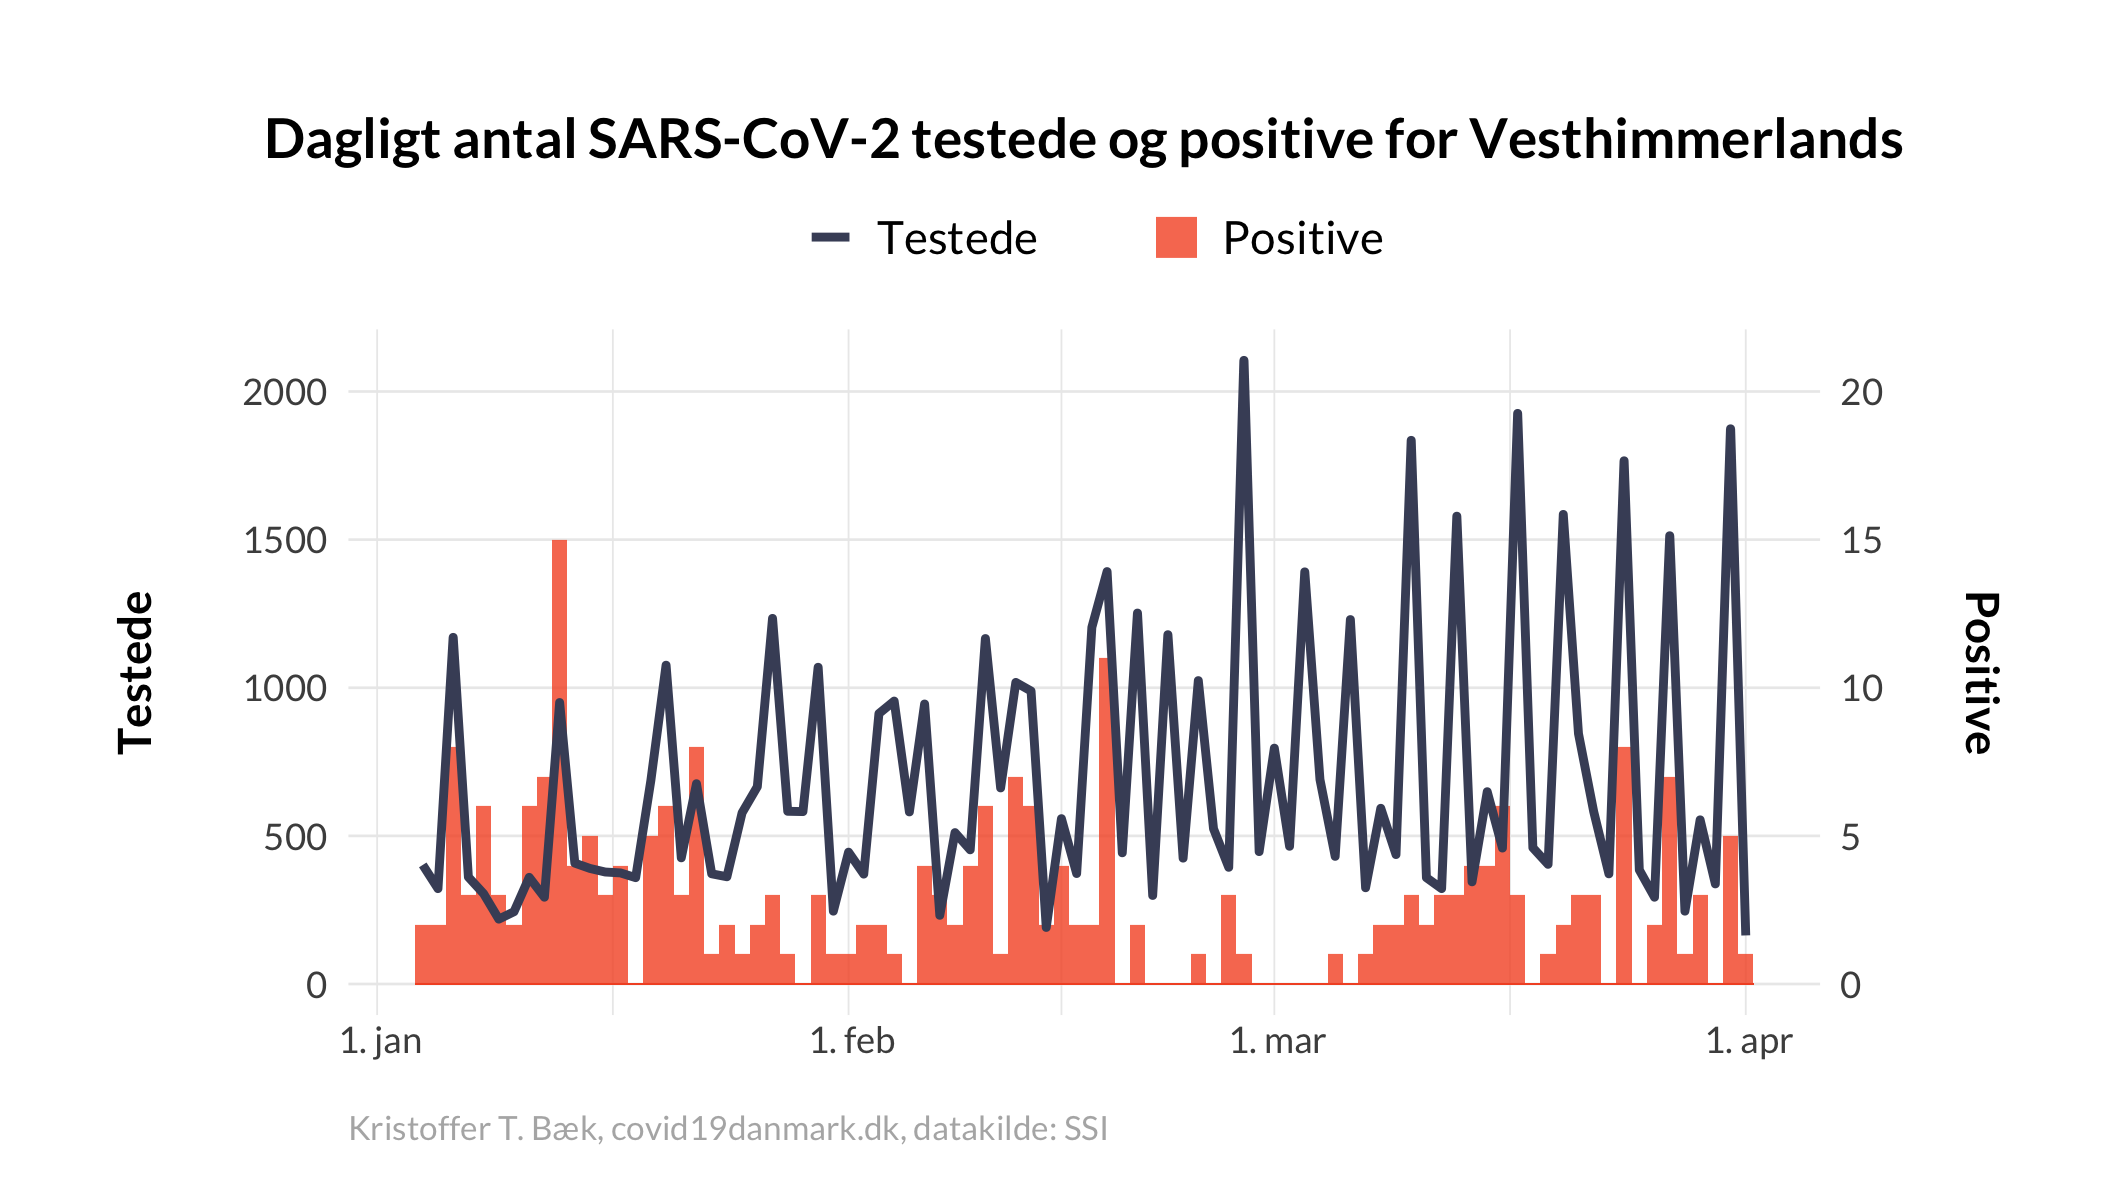 Dagligt antal SARS-CoV-2 testede og positive for Vesthimmerlands
Testede
Positive
Testede
2000
1500
1000
500
0
20
15
10
5
0
Positive
1. jan
1. feb
1. mar
1. apr
Kristoffer T. Bæk, covid19danmark.dk, datakilde: SSI